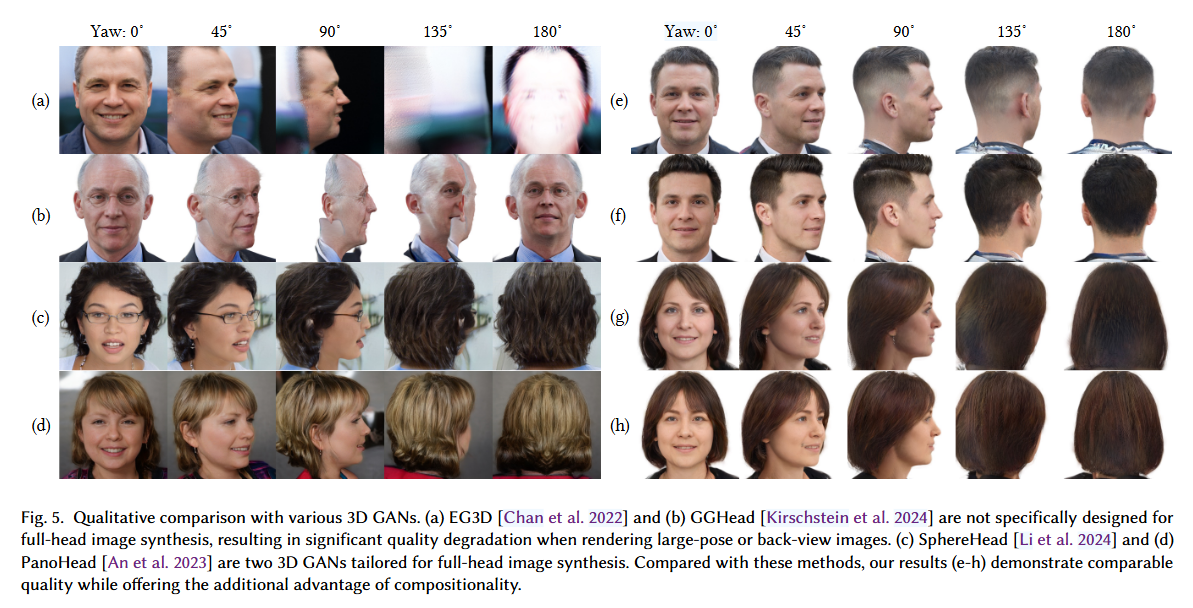 Yaw: 0° 45° 90° 135° 180° Yaw: 0° 45° 90° 135° 180°
(a) (e)
(b) (f)
(c) (g)
(d) (h)
Fig. 5. Qualitative comparison with various 3D GANs. (a) EG3D [Chan et al. 2022] and (b) GGHead [Kirschstein et al. 2024] are not specifically designed for
full-head image synthesis, resulting in significant quality degradation when rendering large-pose or back-view images. (c) SphereHead [Li et al. 2024] and (d)
PanoHead [An et al. 2023] are two 3D GANs tailored for full-head image synthesis. Compared with these methods, our results (e-h) demonstrate comparable
quality while offering the additional advantage of compositionality.